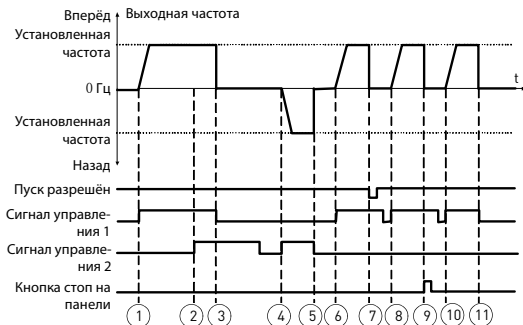 Вперёд
Выходная частота
Установленная
частота
0 Гц
t
Установленная
частота
Назад
Пуск разрешён
Сигнал управле-
ния 1
Сигнал управле-
ния 2
Кнопка стоп на
панели
1 2 3 4 5 6 7 8 9 10 11